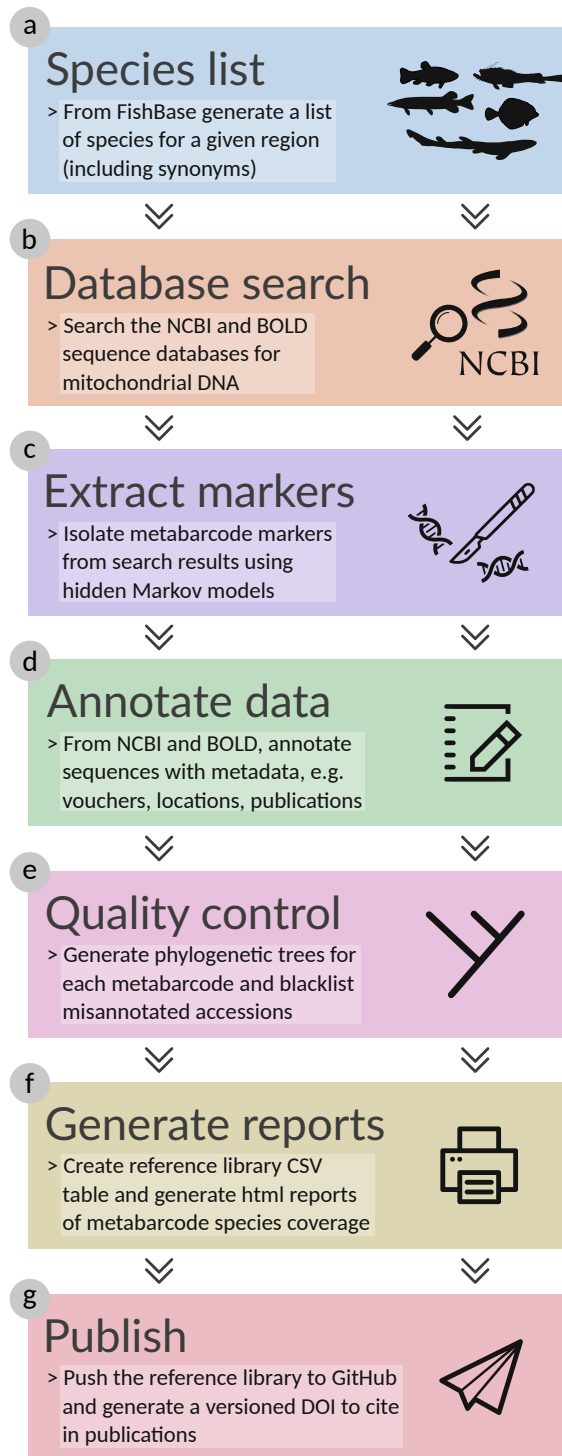 a
Species list
> From FishBase generate a list
of species for a given region
(including synonyms)
b
Database search
> Search the NCBI and BOLD
sequence databases for
mitochondrial DNA
NCBI
c
Extract markers
> Isolate metabarcode markers
from search results using
hidden Markov models
d
Annotate data
> From NCBI and BOLD, annotate
sequences with metadata, e.g.
vouchers, locations, publications
e
Quality control
> Generate phylogenetic trees for
each metabarcode and blacklist
misannotated accessions
f
Generate reports
> Create reference library CSV
table and generate html reports
of metabarcode species coverage
g
Publish
> Push the reference library to GitHub
and generate a versioned DOI to cite
in publications